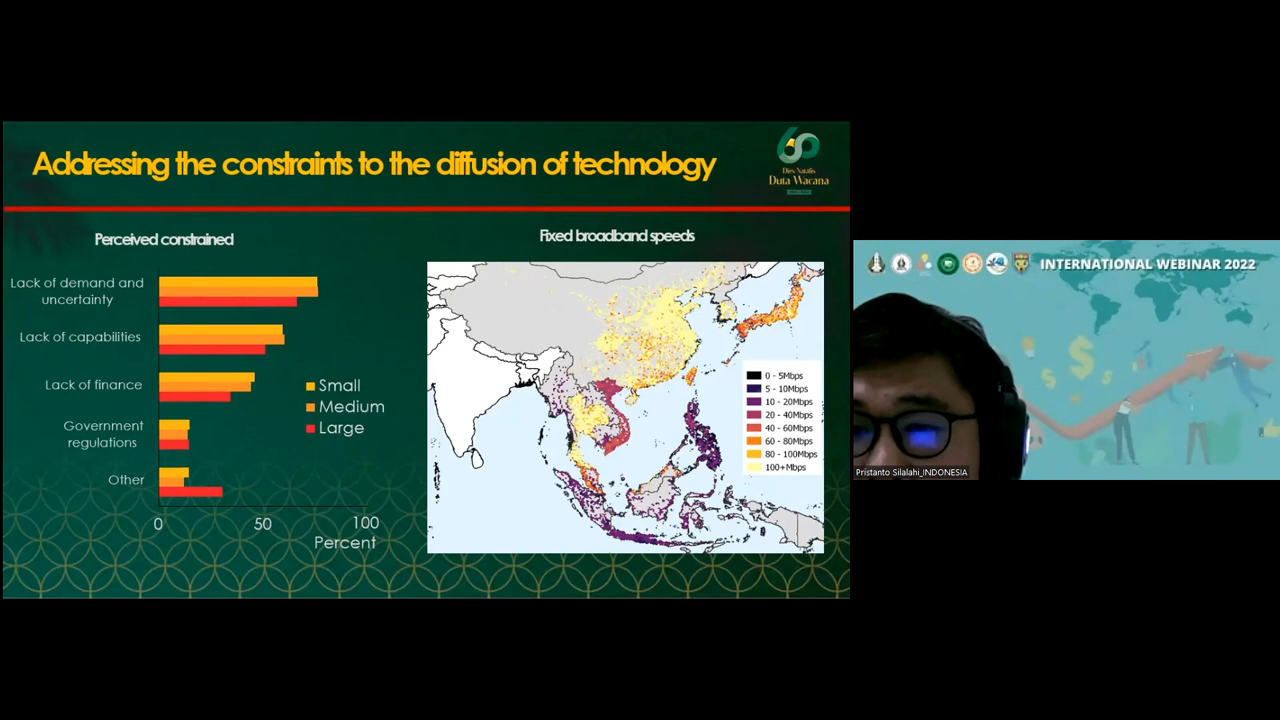 Addressing the constraints to the diffusion of technology
60
Dies Natalis
Duta Wacana
Perceived constrained
Lack of demand and
uncertainty
Lack of capabilities
Lack of finance
Government
regulations
Other
Small
Medium
Large
0
50
100
Percent
Fixed broadband speeds
0 - 5Mbps
5 - 10Mbps
10 - 20Mbps
20 - 40Mbps
40 - 60Mbps
60 - 80Mbps
80 - 100Mbps
100+Mbps
INTERNATIONAL WEBINAR 2022
Pristanto Silalahi_INDONESIA